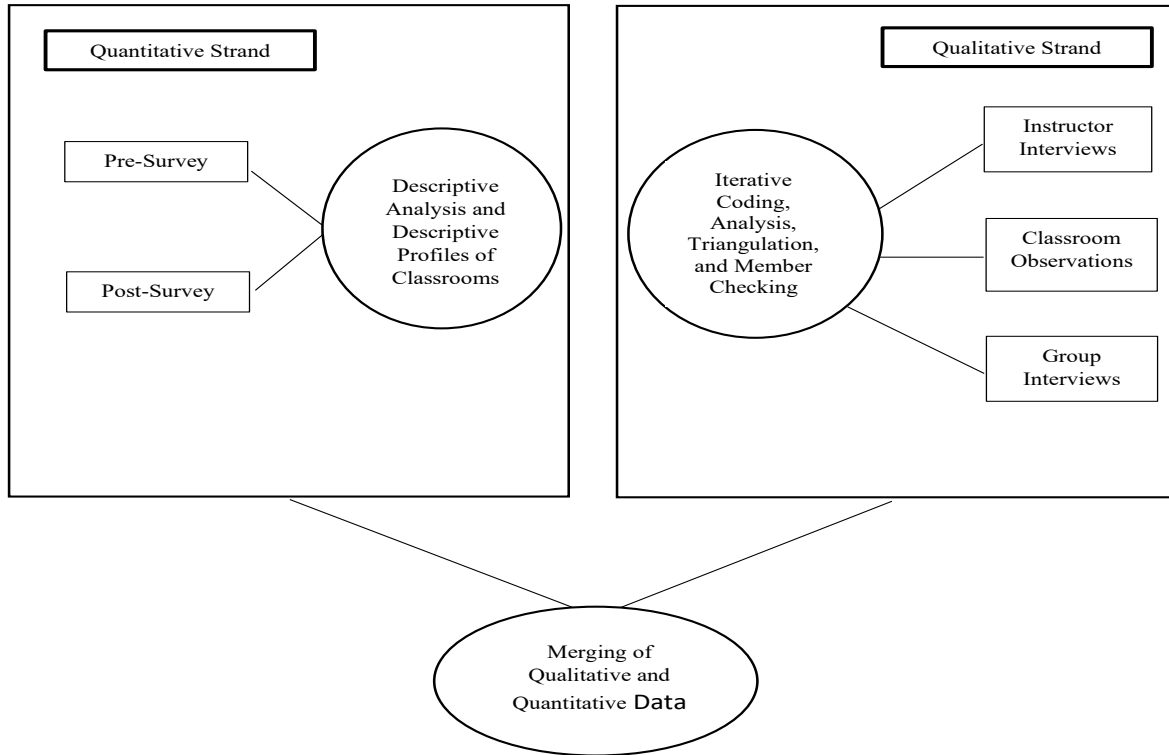 Quantitative Strand
Pre-Survey
Post-Survey
Descriptive
Analysis and
Descriptive
Profiles of
Classrooms
Qualitative Strand
Iterative
Coding,
Analysis,
Triangulation,
and Member
Checking
Instructor
Interviews
Classroom
Observations
Group
Interviews
Merging of
Qualitative and
Quantitative Data